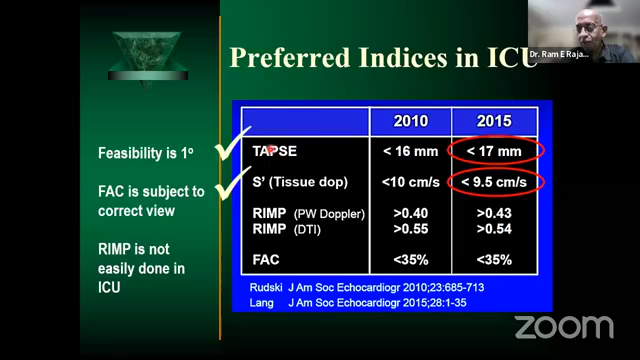 Dr. Ram E Raja...
Preferred Indices in ICU
Feasibility is 1º
FAC is subject to
correct view
RIMP is not
easily done in
ICU
2010 2015
TAPSE < 16 mm < 17 mm
S' (Tissue dop) <10 cm/s < 9.5 cm/s
RIMP (PW Doppler) >0.40 >0.43
RIMP (DTI) >0.55 >0.54
FAC <35% <35%
Rudski J Am Soc Echocardiogr 2010;23:685-713
Lang J Am Soc Echocardiogr 2015;28:1-35
zoom